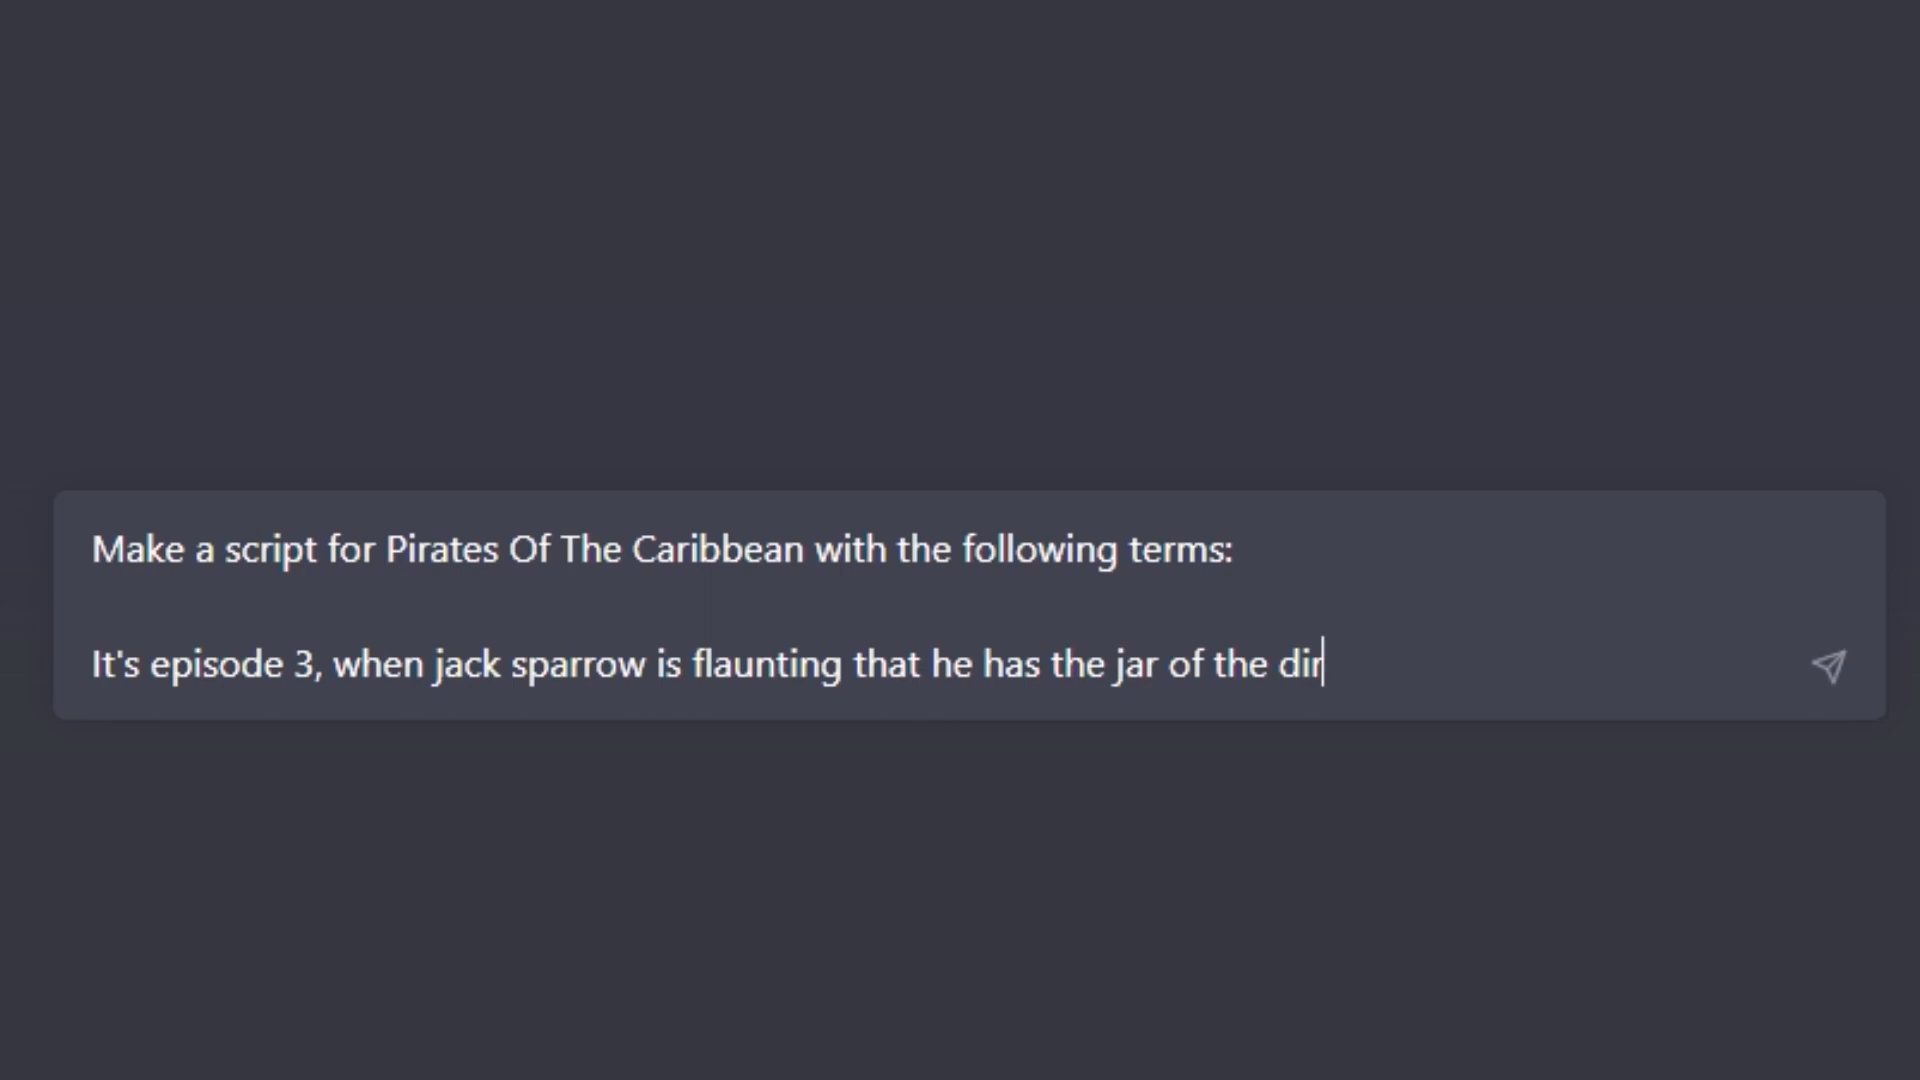 Make a script for Pirates Of The Caribbean with the following terms:
It's episode 3, when jack sparrow is flaunting that he has the jar of the dir